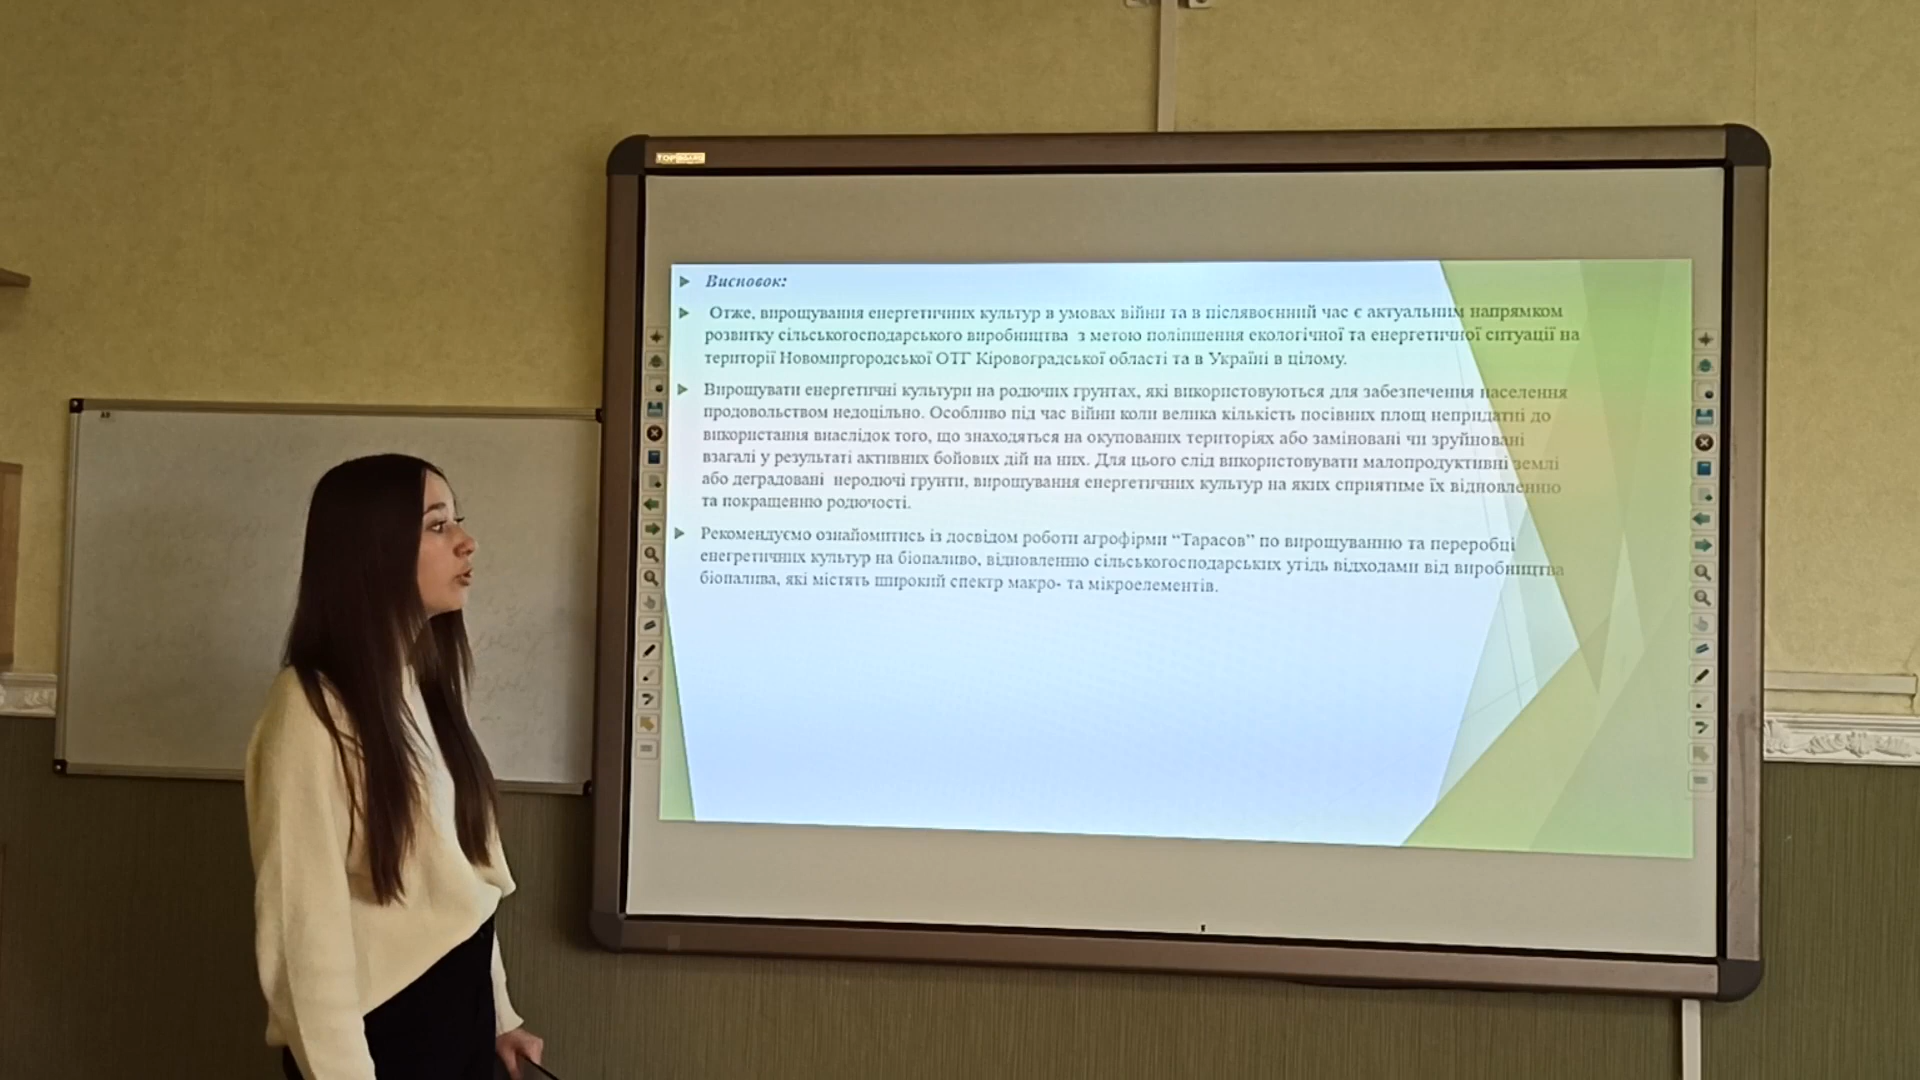 TOPBOARD
Висновок:
Отже, вирощування енергетичних культур в умовах війни та в післявоєнний час є актуальним напрямком
розвитку сільськогосподарського виробництва з метою поліпшення екологічної та енергетичної ситуації на
території Новомиргородської ОТГ Кіровоградської області та в Україні в цілому.
Вирощувати енергетичні культури на родючих грунтах, які використовуються для забезпечення населення
продовольством недоцільно. Особливо під час війни коли велика кількість посівних площ непридатні до
використання внаслідок того, що знаходяться на окупованих територіях або заміновані чи зруйновані
взагалі у результаті активних бойових дій на них. Для цього слід використовувати малопродуктивні землі
або деградовані неродючі грунти, вирощування енергетичних культур на яких сприятиме їх відновленню
та покращенню родючості.
Рекомендуємо ознайомитись із досвідом роботи агрофірми “Тарасов” по вирощуванню та переробці
енегретичних культур на біопаливо, відновленню сільськогосподарських угідь відходами від виробництва
біопалива, які містять широкий спектр макро- та мікроелементів.